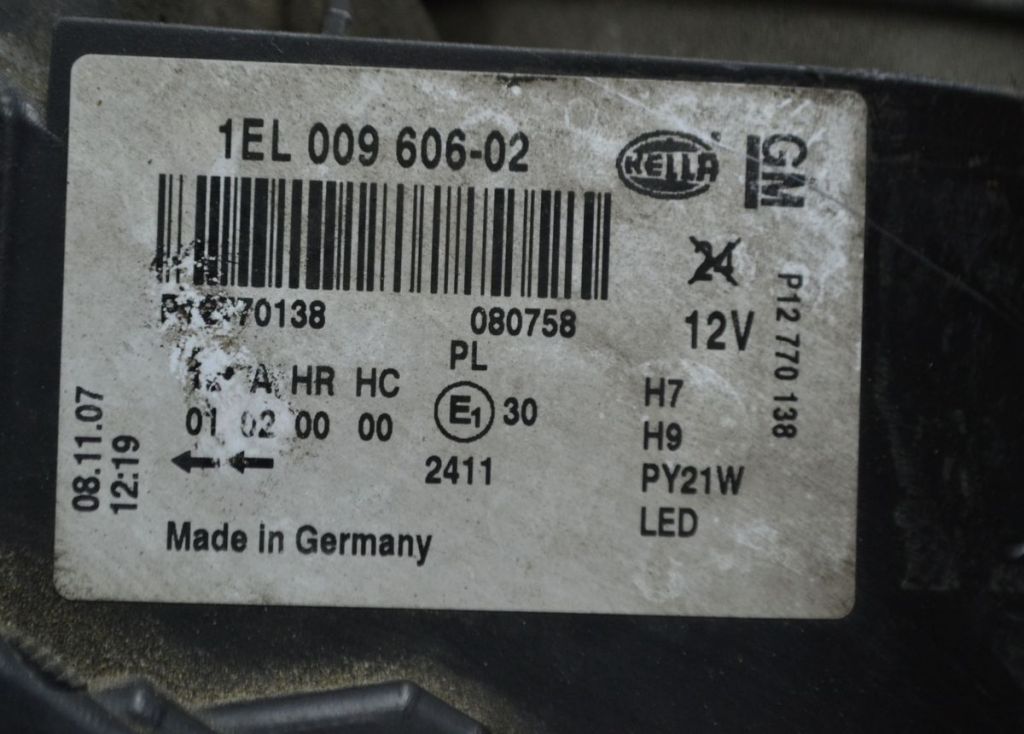 1EL 009 606-02
HELLA
GM
24
12V
P12 770 138
080758
PL
A HR HC
01 02 00 00
E1 30
2411
H7
H9
PY21W
LED
08.11.07
12:19
Made in Germany